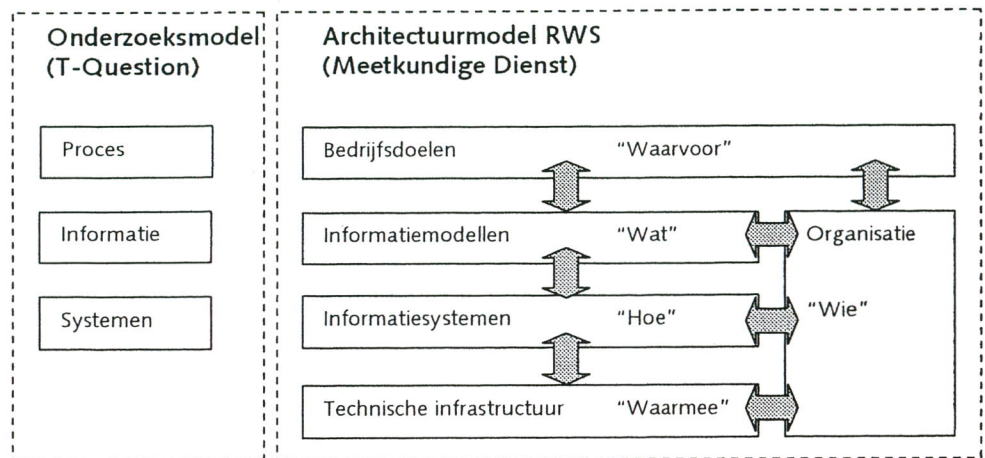 Onderzoeksmodel
(T-Question)
Proces
Informatie
Systemen
Architectuurmodel RWS
(Meetkundige Dienst)
Bedrijfsdoelen “Waarvoor”
Informatiemodellen “Wat”
Organisatie
Informatiesystemen “Hoe”
“Wie”
Technische infrastructuur “Waarmee”